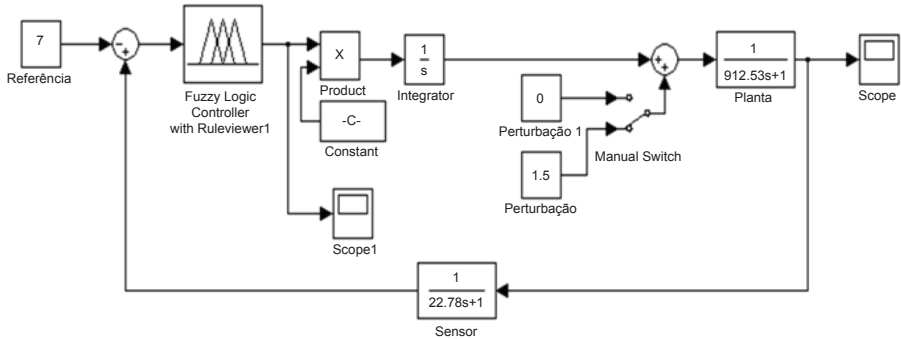 7
Referência
Fuzzy Logic
Controller
with Ruleviewer1
X
Product
1
s
Integrator
-C-
Constant
Scope1
0
Perturbação 1
1.5
Perturbação
Manual Switch
1
912.53s+1
Planta
Scope
1
22.78s+1
Sensor